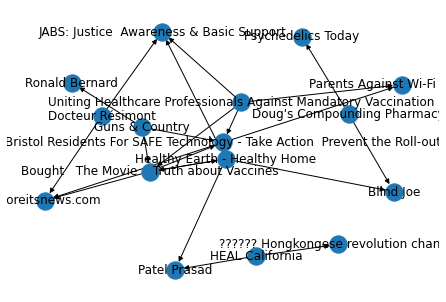 JABS: Justice  Awareness & Basic Support
Psychedelics Today
Ronald Bernard
Parents Against Wi-Fi
Uniting Healthcare Professionals Against Mandatory Vaccination
Docteur Resimont
Doug's Compounding Pharmacy
Guns & Country
Bristol Residents For SAFE Technology - Take Action  Prevent the Roll-out
Healthy Earth - Healthy Home
Bought   The Movie
Truth about Vaccines
Blind Joe
oreitsnews.com
?????? Hongkongese revolution chan
HEAL California
Patel Prasad